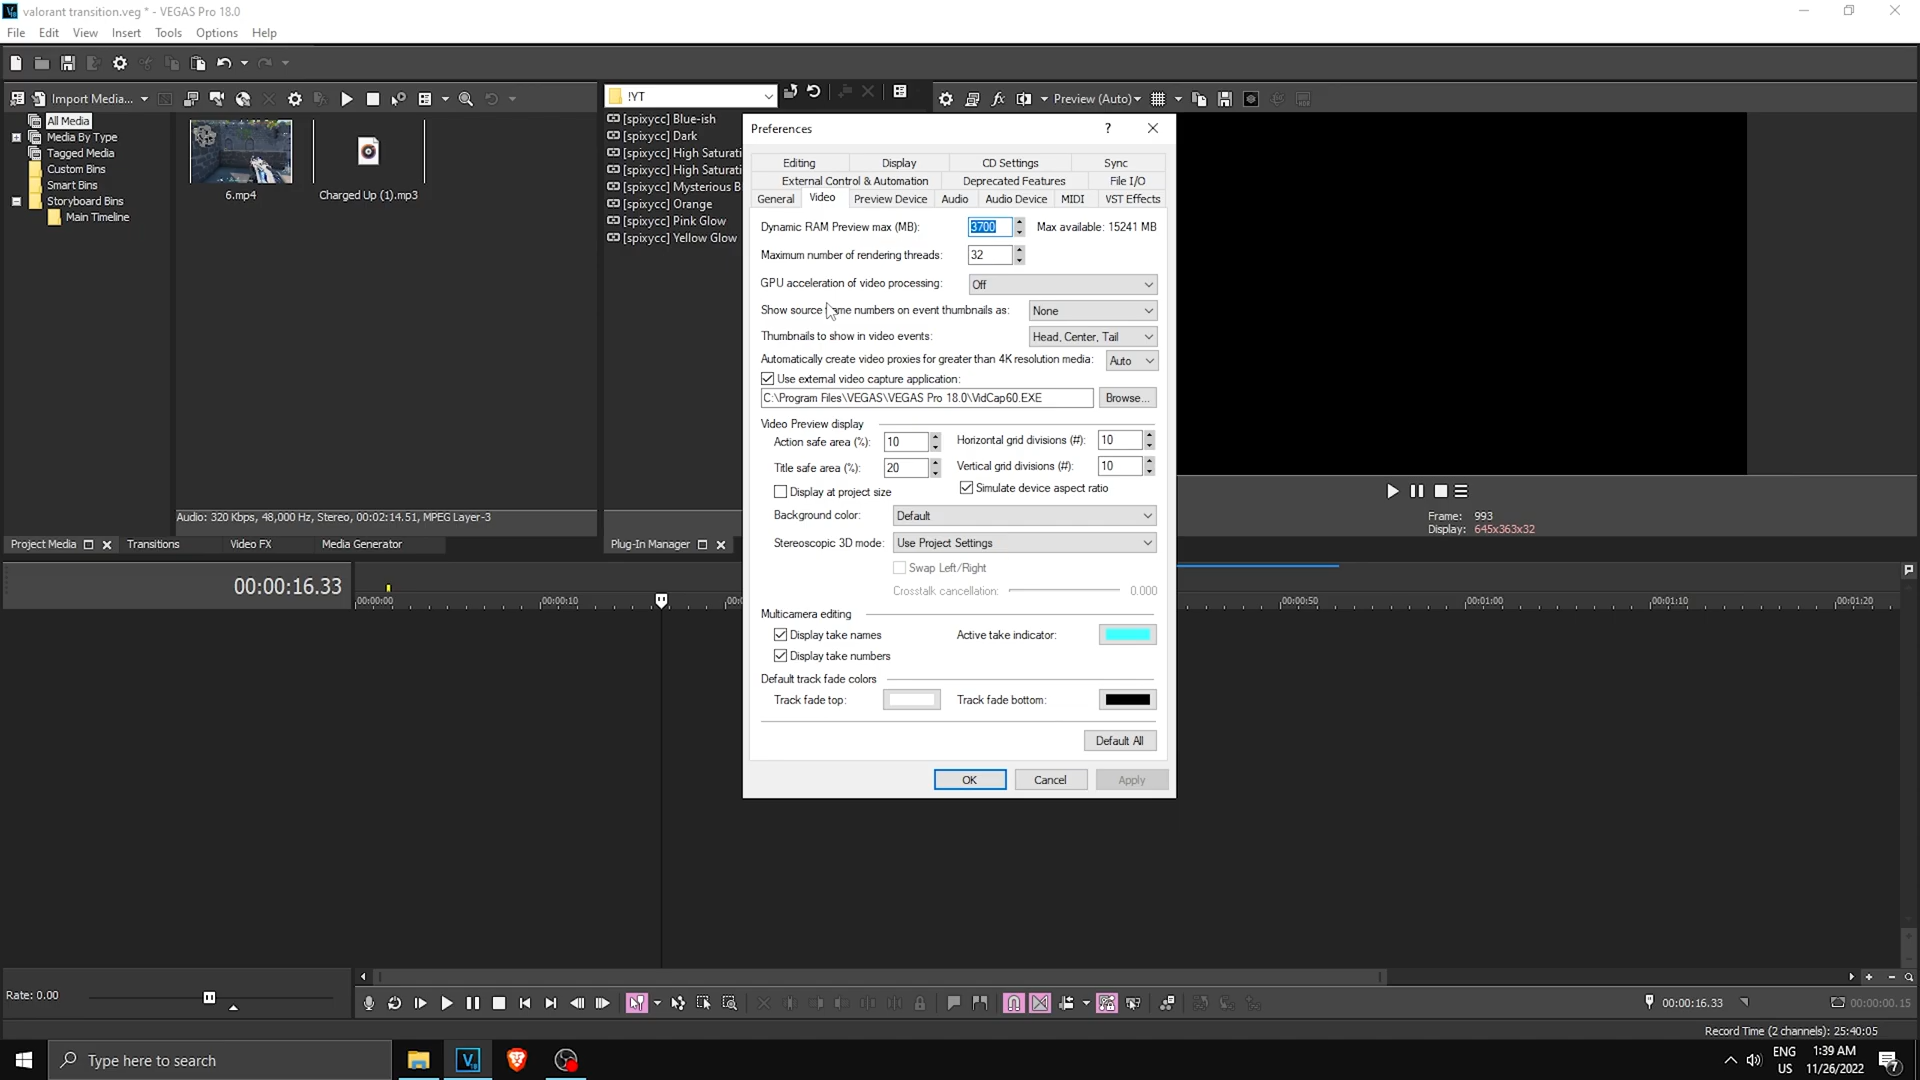 valorant transition.veg * - VEGAS Pro 18.0
File Edit View Insert Tools Options Help
Import Media...
!YT
Preview (Auto)
All Media
Media By Type
Tagged Media
Custom Bins
Smart Bins
Storyboard Bins
Main Timeline
6.mp4
Charged Up (1).mp3
[spixycc] Blue-ish
[spixycc] Dark
[spixycc] High Saturati
[spixycc] High Saturati
[spixycc] Mysterious B
[spixycc] Orange
[spixycc] Pink Glow
[spixycc] Yellow Glow
Preferences ?
Editing Display CD Settings Sync
External Control & Automation Deprecated Features File I/O
General Video Preview Device Audio Audio Device MIDI VST Effects
Dynamic RAM Preview max (MB): 3700 Max available: 15241 MB
Maximum number of rendering threads: 32
GPU acceleration of video processing: Off
Show source me numbers on event thumbnails as: None
Thumbnails to show in video events: Head, Center, Tail
Automatically create video proxies for greater than 4K resolution media: Auto
Use external video capture application:
C:\Program Files\VEGAS\VEGAS Pro 18.0\VidCap60.EXE Browse...
Video Preview display
Action safe area (%): 10 Horizontal grid divisions (#): 10
Title safe area (%): 20 Vertical grid divisions (#): 10
Display at project size Simulate device aspect ratio
Background color: Default
Stereoscopic 3D mode: Use Project Settings
Swap Left/Right
Crosstalk cancellation: 0.000
Multicamera editing
Display take names Active take indicator:
Display take numbers
Default track fade colors
Track fade top: Track fade bottom:
Default All
OK Cancel Apply
Audio: 320 Kbps, 48,000 Hz, Stereo, 00:02:14.51, MPEG Layer-3
Project Media Transitions Video FX Media Generator
Plug-In Manager
Frame: 993
Display: 645x363x32
00:00:16.33
00:00:00 00:00:10 00:0 00:00:50 00:01:00 00:01:10 00:01:20
Rate: 0.00
00:00:16.33 00:00:00.15
Record Time (2 channels): 25:40:05
Type here to search
ENG
US
1:39 AM
11/26/2022
7